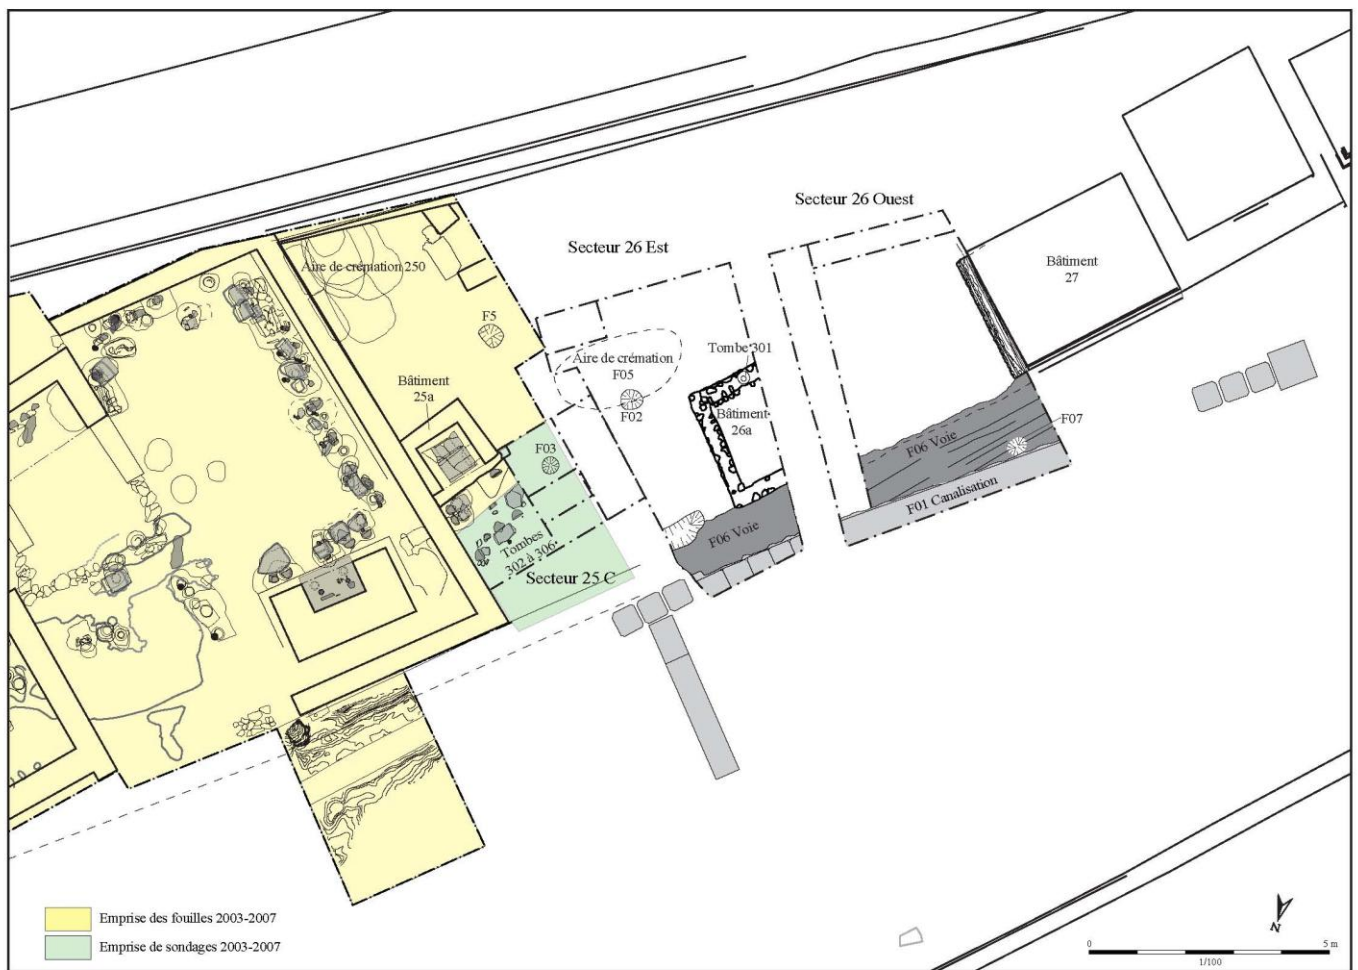 Secteur 26 Ouest
Secteur 26 Est
Bâtiment
27
Aire de crémation 250
F5
Aire de crémation
F05
Tombe 301
Bâtiment
25a
F02
Bâtiment
26a
F07
F06 Voie
F03
F01 Canalisation
F06 Voie
Tombes
302 à 306
Secteur 25 C
Emprise des fouilles 2003-2007
Emprise de sondages 2003-2007
N
0
5 m
1/100